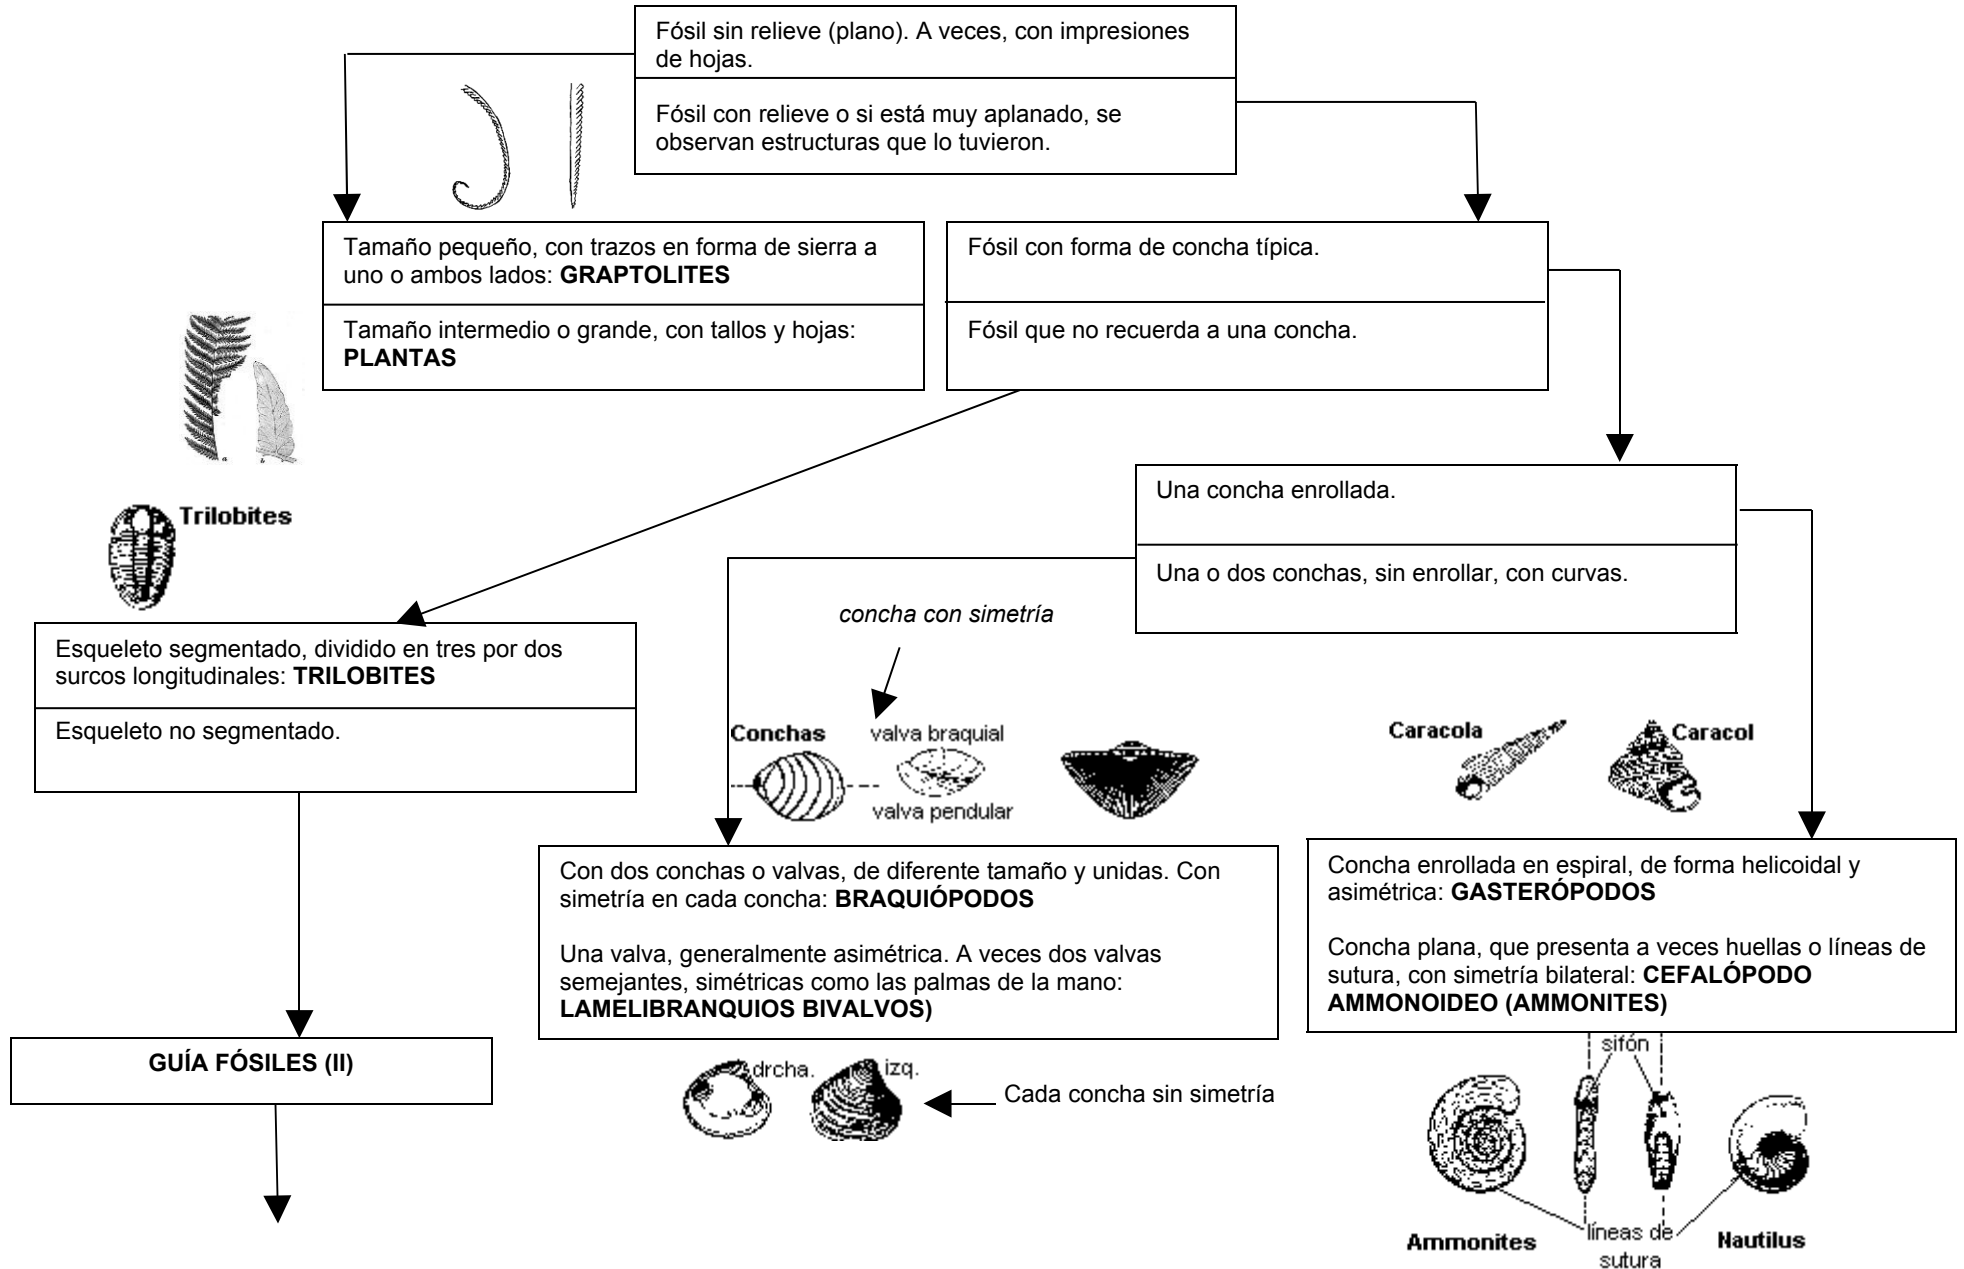 Fósil sin relieve (plano). A veces, con impresiones
de hojas.
Fósil con relieve o si está muy aplanado, se
observan estructuras que lo tuvieron.
Tamaño pequeño, con trazos en forma de sierra a
uno o ambos lados: GRAPTOLITES
Tamaño intermedio o grande, con tallos y hojas:
PLANTAS
Fósil con forma de concha típica.
Fósil que no recuerda a una concha.
a
b
Una concha enrollada.
Una o dos conchas, sin enrollar, con curvas.
Trilobites
Esqueleto segmentado, dividido en tres por dos
surcos longitudinales: TRILOBITES
Esqueleto no segmentado.
concha con simetría
Conchas
valva braquial
valva pendular
Caracola
Caracol
Con dos conchas o valvas, de diferente tamaño y unidas. Con
simetría en cada concha: BRAQUIÓPODOS
Una valva, generalmente asimétrica. A veces dos valvas
semejantes, simétricas como las palmas de la mano:
LAMELIBRANQUIOS BIVALVOS)
Concha enrollada en espiral, de forma helicoidal y
asimétrica: GASTERÓPODOS
Concha plana, que presenta a veces huellas o líneas de
sutura, con simetría bilateral: CEFALÓPODO
AMMONOIDEO (AMMONITES)
GUÍA FÓSILES (II)
drcha.
izq.
Cada concha sin simetría
sifón
Ammonites
líneas de
sutura
Nautilus